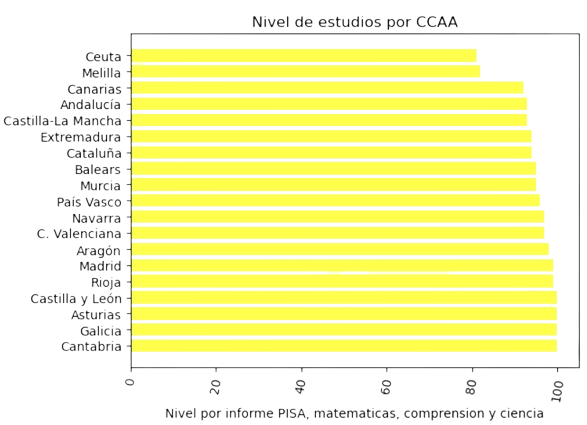 Nivel de estudios por CCAA
Ceuta
Melilla
Canarias
Andalucía
Castilla-La Mancha
Extremadura
Cataluña
Balears
Murcia
País Vasco
Navarra
C. Valenciana
Aragón
Madrid
Rioja
Castilla y León
Asturias
Galicia
Cantabria
0 20 40 60 80 100
Nivel por informe PISA, matematicas, comprension y ciencia